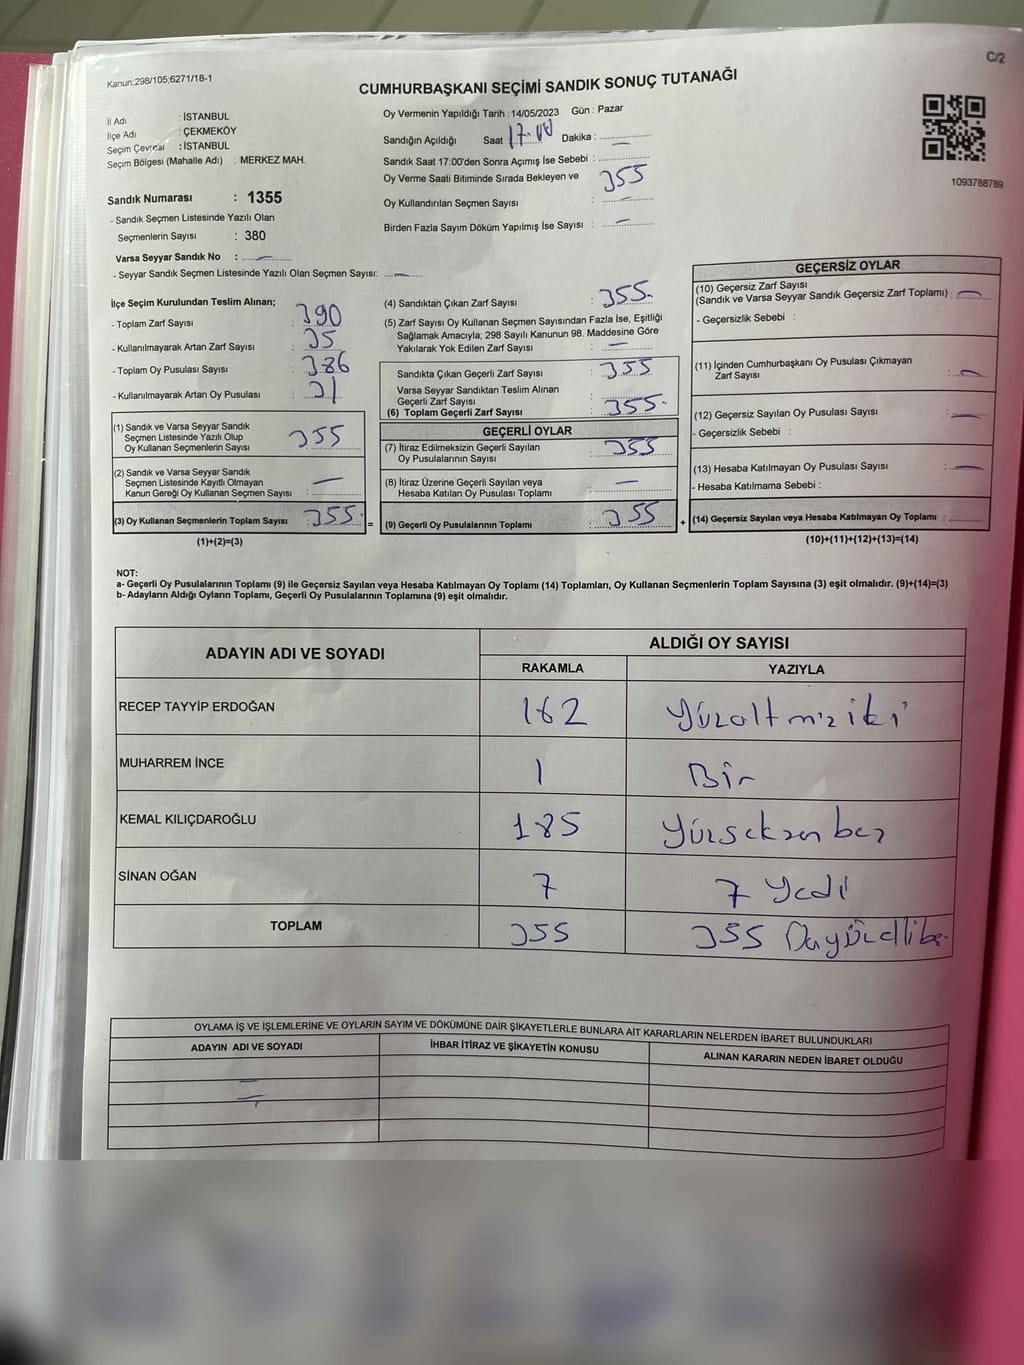 Kanun;298/105;6271/18-1
C/2
CUMHURBAŞKANI SEÇİMİ SANDIK SONUÇ TUTANAĞI
İl Adı : İSTANBUL
İlçe Adı : ÇEKMEKÖY
Seçim Çevresi : İSTANBUL
Seçim Bölgesi (Mahalle Adı) : MERKEZ MAH.
Sandık Numarası : 1355
- Sandık Seçmen Listesinde Yazılı Olan
Seçmenlerin Sayısı : 380
Varsa Seyyar Sandık No : —
- Seyyar Sandık Seçmen Listesinde Yazılı Olan Seçmen Sayısı: —
Oy Vermenin Yapıldığı Tarih : 14/05/2023 Gün : Pazar
Sandığın Açıldığı Saat 17.00 Dakika : —
Sandık Saat 17:00'den Sonra Açımış İse Sebebi :
Oy Verme Saati Bitiminde Sırada Bekleyen ve 355
Oy Kullandırılan Seçmen Sayısı : —
Birden Fazla Sayım Döküm Yapılmış İse Sayısı : —
1093788789
İlçe Seçim Kurulundan Teslim Alınan;
- Toplam Zarf Sayısı : 390
- Kullanılmayarak Artan Zarf Sayısı : 35
- Toplam Oy Pusulası Sayısı : 386
- Kullanılmayarak Artan Oy Pusulası : 31
(1) Sandık ve Varsa Seyyar Sandık
Seçmen Listesinde Yazılı Olup
Oy Kullanan Seçmenlerin Sayısı : 355
(2) Sandık ve Varsa Seyyar Sandık
Seçmen Listesinde Kayıtlı Olmayan
Kanun Gereği Oy Kullanan Seçmen Sayısı : —
(3) Oy Kullanan Seçmenlerin Toplam Sayısı : 355 =
(1)+(2)=(3)
(4) Sandıktan Çıkan Zarf Sayısı : 355
(5) Zarf Sayısı Oy Kullanan Seçmen Sayısından Fazla İse, Eşitliği
Sağlamak Amacıyla, 298 Sayılı Kanunun 98. Maddesine Göre
Yakılarak Yok Edilen Zarf Sayısı : —
Sandıkta Çıkan Geçerli Zarf Sayısı : 355
Varsa Seyyar Sandıktan Teslim Alınan
Geçerli Zarf Sayısı :
(6) Toplam Geçerli Zarf Sayısı : 355
GEÇERLİ OYLAR
(7) İtiraz Edilmeksizin Geçerli Sayılan
Oy Pusulalarının Sayısı : 355
(8) İtiraz Üzerine Geçerli Sayılan veya
Hesaba Katılan Oy Pusulası Toplamı : —
(9) Geçerli Oy Pusulalarının Toplamı : 355 +
GEÇERSİZ OYLAR
(10) Geçersiz Zarf Sayısı
(Sandık ve Varsa Seyyar Sandık Geçersiz Zarf Toplamı) : —
- Geçersizlik Sebebi :
(11) İçinden Cumhurbaşkanı Oy Pusulası Çıkmayan
Zarf Sayısı : —
(12) Geçersiz Sayılan Oy Pusulası Sayısı : —
- Geçersizlik Sebebi :
(13) Hesaba Katılmayan Oy Pusulası Sayısı : —
- Hesaba Katılmama Sebebi :
(14) Geçersiz Sayılan veya Hesaba Katılmayan Oy Toplamı :
(10)+(11)+(12)+(13)=(14)
NOT:
a- Geçerli Oy Pusulalarının Toplamı (9) ile Geçersiz Sayılan veya Hesaba Katılmayan Oy Toplamı (14) Toplamları, Oy Kullanan Seçmenlerin Toplam Sayısına (3) eşit olmalıdır. (9)+(14)=(3)
b- Adayların Aldığı Oyların Toplamı, Geçerli Oy Pusulalarının Toplamına (9) eşit olmalıdır.
ADAYIN ADI VE SOYADI ALDIĞI OY SAYISI
RAKAMLA YAZIYLA
RECEP TAYYİP ERDOĞAN 162 Yüzaltmiziki
MUHARREM İNCE 1 Bir
KEMAL KILIÇDAROĞLU 185 Yüzseksenbeş
SİNAN OĞAN 7 7 Yedi
TOPLAM 355 355
OYLAMA İŞ VE İŞLEMLERİNE VE OYLARIN SAYIM VE DÖKÜMÜNE DAİR ŞİKAYETLERLE BUNLARA AİT KARARLARIN NELERDEN İBARET BULUNDUKLARI
ADAYIN ADI VE SOYADI İHBAR İTİRAZ VE ŞİKAYETİN KONUSU ALINAN KARARIN NEDEN İBARET OLDUĞU